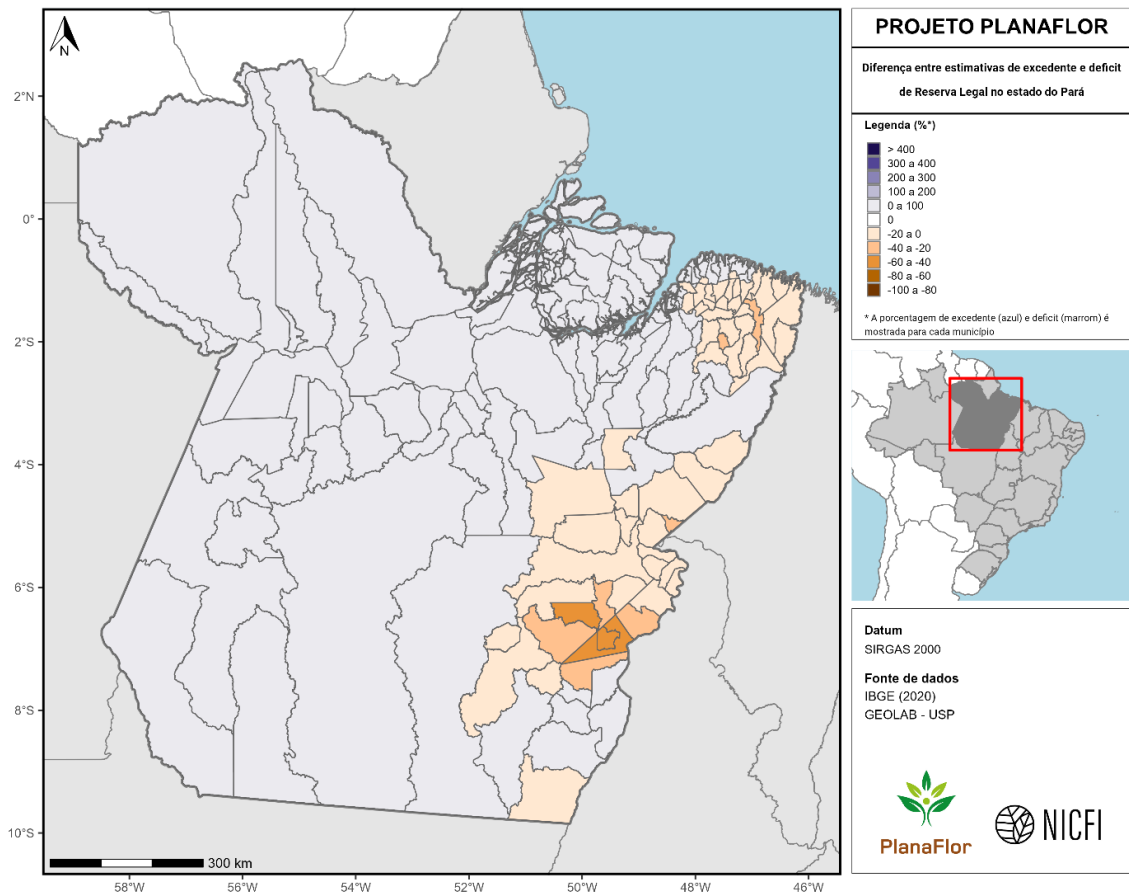 N
2°N
0°
2°S
4°S
6°S
8°S
10°S
300 km
58°W
56°W
54°W
52°W
50°W
48°W
46°W
PROJETO PLANAFLOR
Diferença entre estimativas de excedente e deficit
de Reserva Legal no estado do Pará
Legenda (%*)
> 400
300 a 400
200 a 300
100 a 200
0 a 100
0
-20 a 0
-40 a -20
-60 a -40
-80 a -60
-100 a -80
* A porcentagem de excedente (azul) e deficit (marrom) é
mostrada para cada município
Datum
SIRGAS 2000
Fonte de dados
IBGE (2020)
GEOLAB - USP
PlanaFlor
NICFI